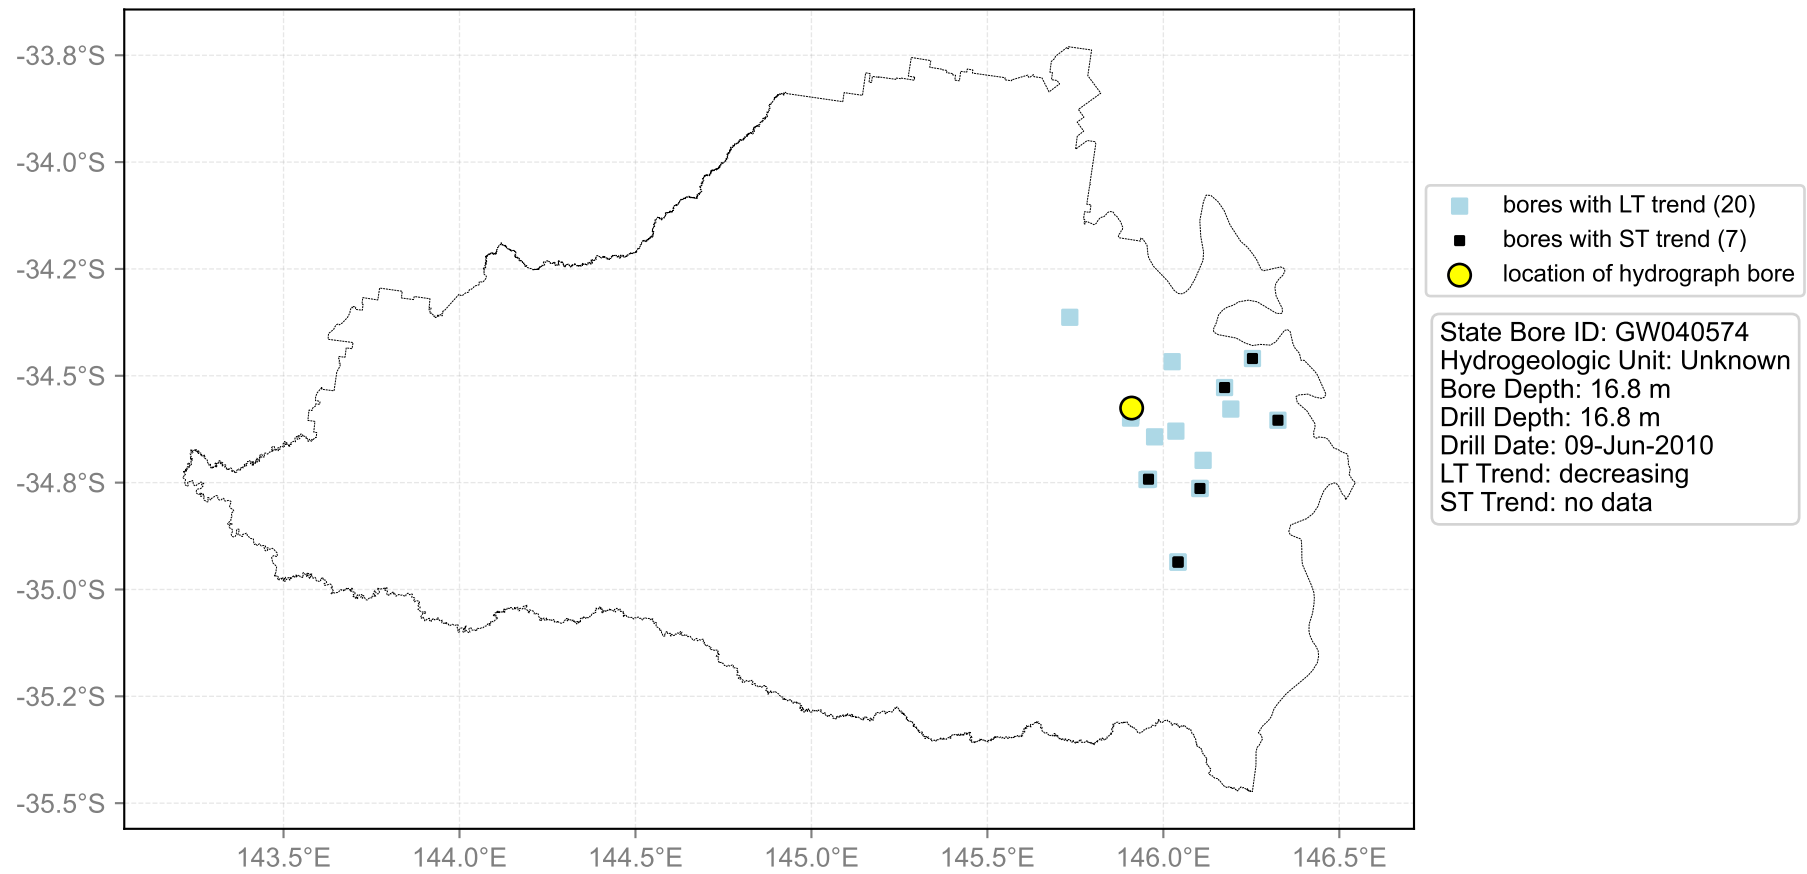 -33.8°S
-34.0°S
-34.2°S
-34.5°S
-34.8°S
-35.0°S
-35.2°S
-35.5°S
143.5°E
144.0°E
144.5°E
145.0°E
145.5°E
146.0°E
146.5°E
bores with LT trend (20)
bores with ST trend (7)
location of hydrograph bore
State Bore ID: GW040574
Hydrogeologic Unit: Unknown
Bore Depth: 16.8 m
Drill Depth: 16.8 m
Drill Date: 09-Jun-2010
LT Trend: decreasing
ST Trend: no data